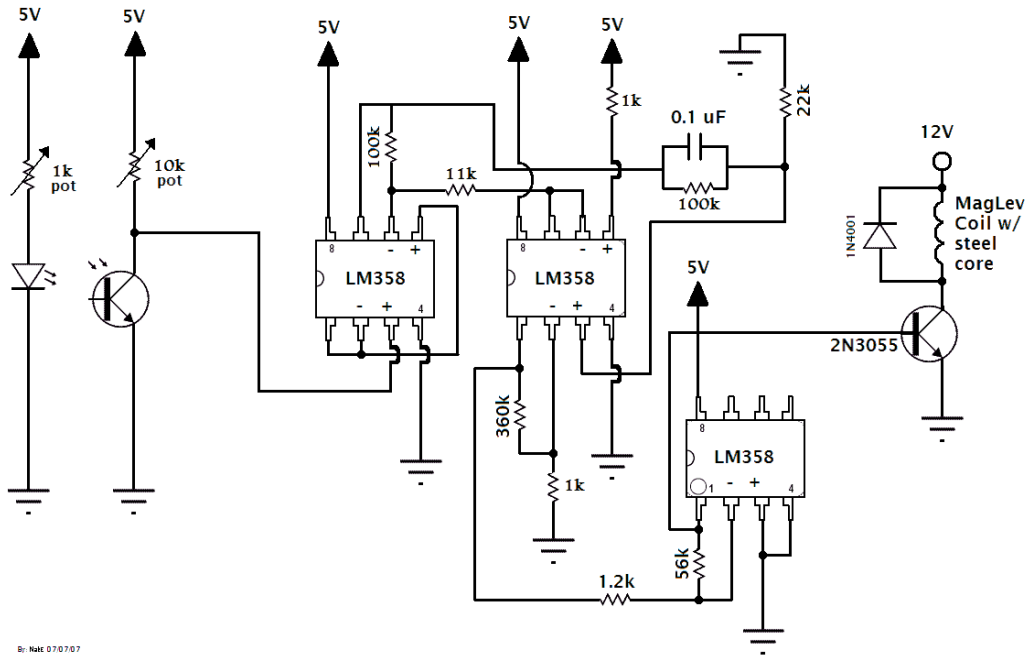 5V
5V
5V
5V
5V
1k
0.1 uF
22k
12V
1k
pot
10k
pot
100k
11k
100k
1N4001
MagLev
Coil w/
steel
core
8
- +
LM358
- +
4
8
- +
LM358
- +
4
5V
2N3055
360k
1k
8
LM358
1
- +
4
56k
1.2k
By: NakE 07/07/07